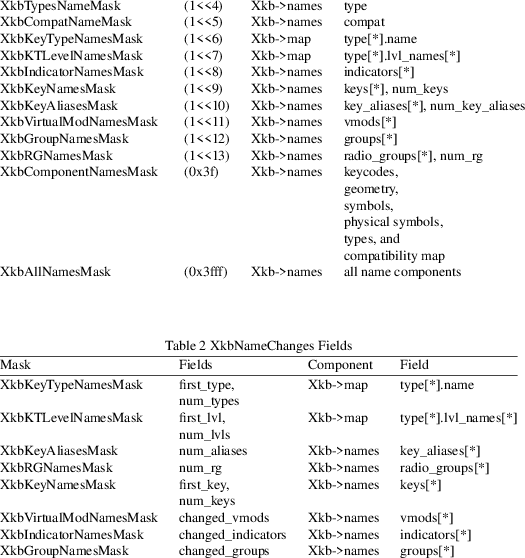 XkbTypesNameMask (1<<4) Xkb->names type
XkbCompatNameMask (1<<5) Xkb->names compat
XkbKeyTypeNamesMask (1<<6) Xkb->map type[*].name
XkbKTLevelNamesMask (1<<7) Xkb->map type[*].lvl_names[*]
XkbIndicatorNamesMask (1<<8) Xkb->names indicators[*]
XkbKeyNamesMask (1<<9) Xkb->names keys[*], num_keys
XkbKeyAliasesMask (1<<10) Xkb->names key_aliases[*], num_key_aliases
XkbVirtualModNamesMask (1<<11) Xkb->names vmods[*]
XkbGroupNamesMask (1<<12) Xkb->names groups[*]
XkbRGNamesMask (1<<13) Xkb->names radio_groups[*], num_rg
XkbComponentNamesMask (0x3f) Xkb->names keycodes,
geometry,
symbols,
physical symbols,
types, and
compatibility map
XkbAllNamesMask (0x3fff) Xkb->names all name components
Table 2 XkbNameChanges Fields
Mask Fields Component Field
XkbKeyTypeNamesMask first_type, Xkb->map type[*].name
num_types
XkbKTLevelNamesMask first_lvl, Xkb->map type[*].lvl_names[*]
num_lvls
XkbKeyAliasesMask num_aliases Xkb->names key_aliases[*]
XkbRGNamesMask num_rg Xkb->names radio_groups[*]
XkbKeyNamesMask first_key, Xkb->names keys[*]
num_keys
XkbVirtualModNamesMask changed_vmods Xkb->names vmods[*]
XkbIndicatorNamesMask changed_indicators Xkb->names indicators[*]
XkbGroupNamesMask changed_groups Xkb->names groups[*]